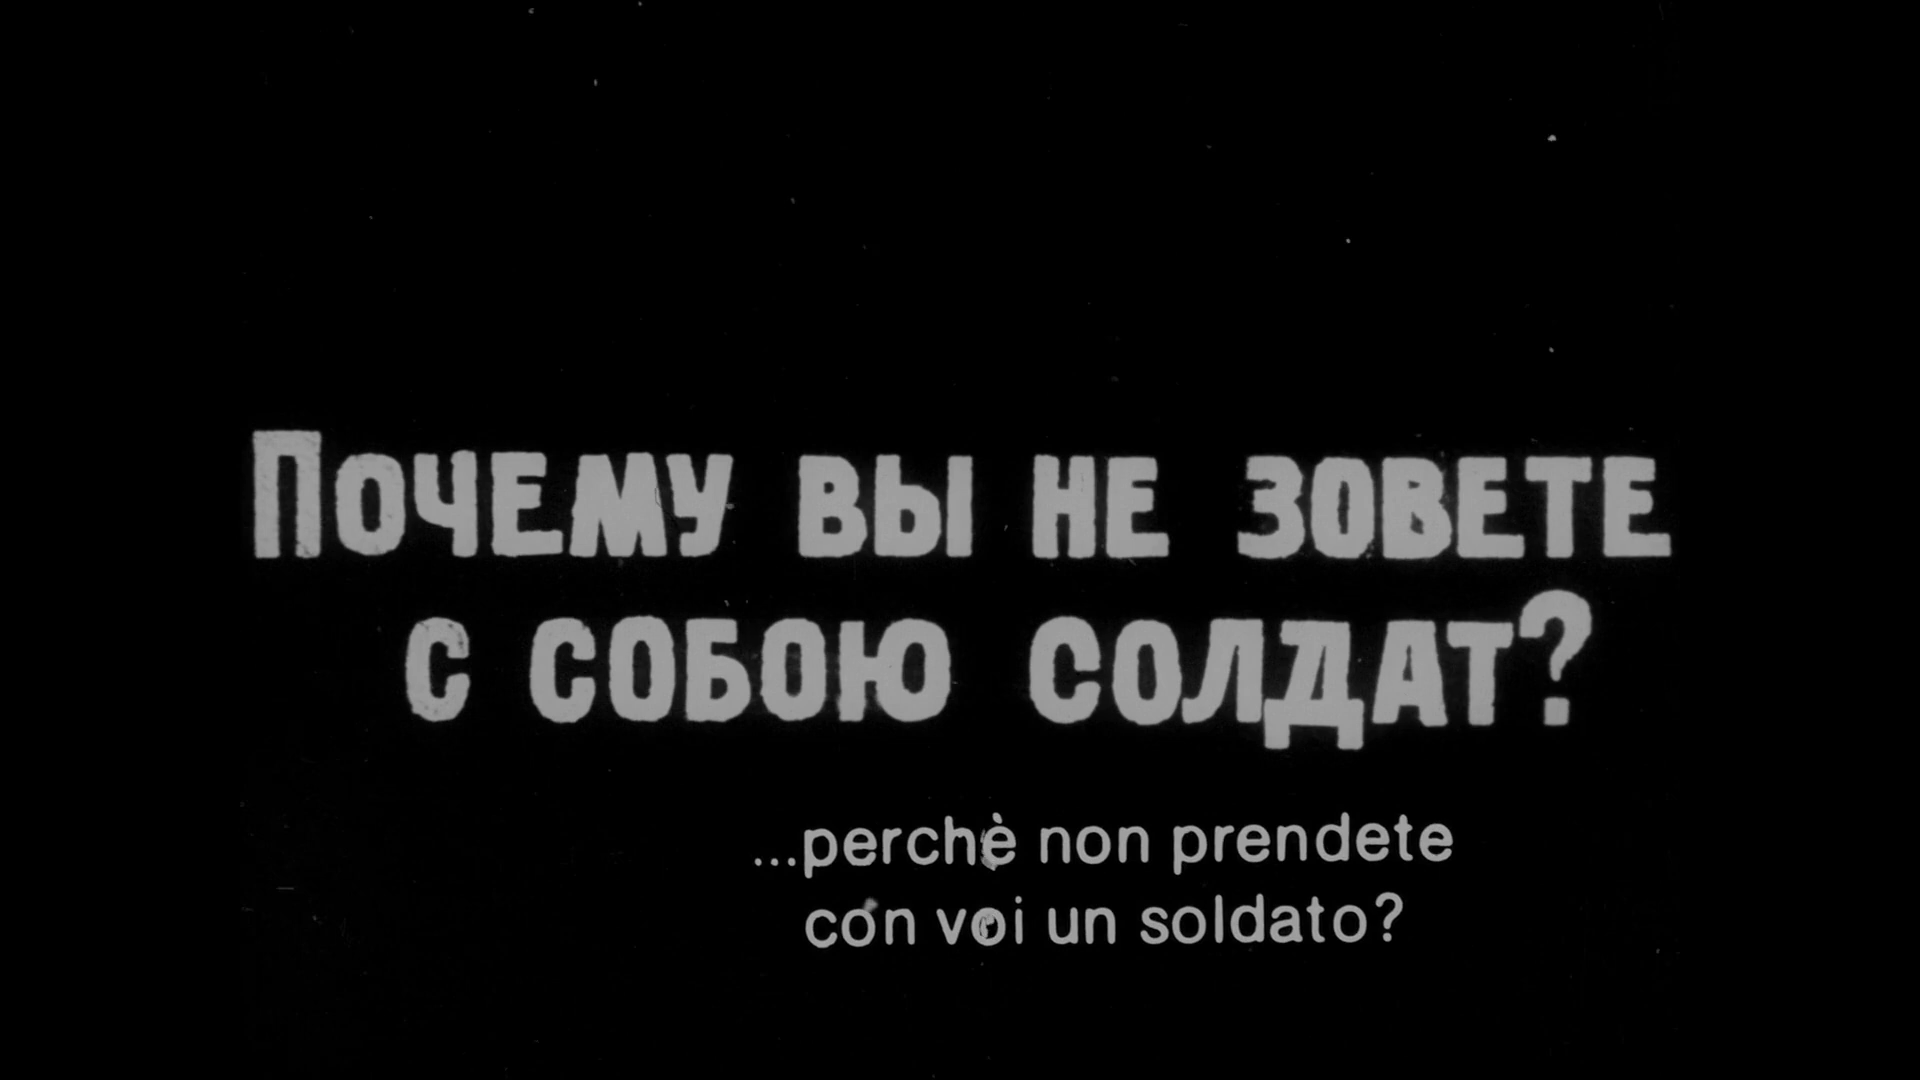 Почему вы не зовете
с собою солдат?
...perchè non prendete
con voi un soldato?